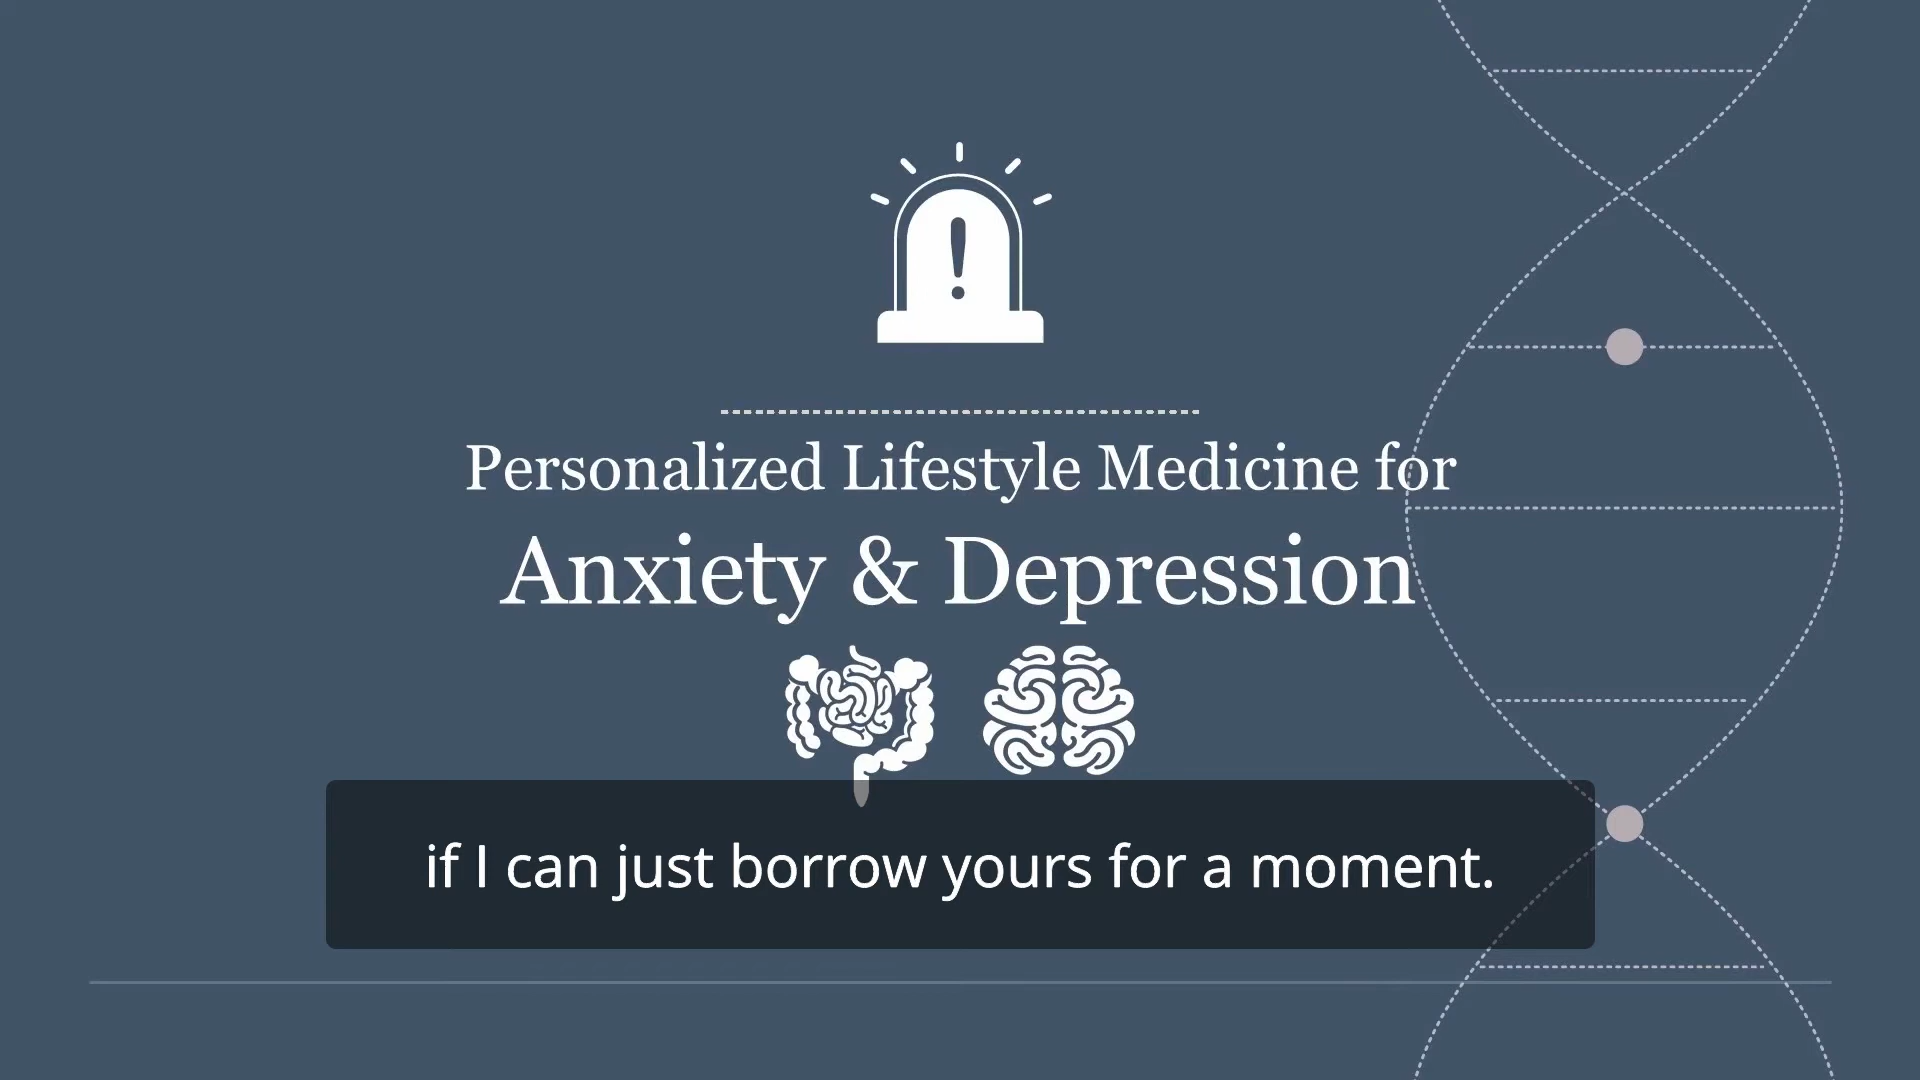 !
Personalized Lifestyle Medicine for
Anxiety & Depression
if I can just borrow yours for a moment.